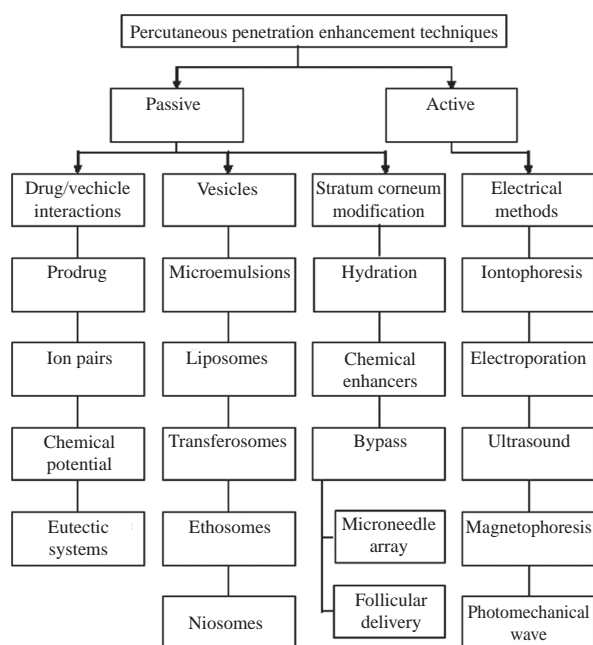 Percutaneous penetration enhancement techniques
Passive
Active
Drug/vechicle
interactions
Vesicles
Stratum corneum
modification
Electrical
methods
Prodrug
Microemulsions
Hydration
Iontophoresis
Ion pairs
Liposomes
Chemical
enhancers
Electroporation
Chemical
potential
Transferosomes
Bypass
Ultrasound
Eutectic
systems
Ethosomes
Microneedle
array
Magnetophoresis
Niosomes
Follicular
delivery
Photomechanical
wave